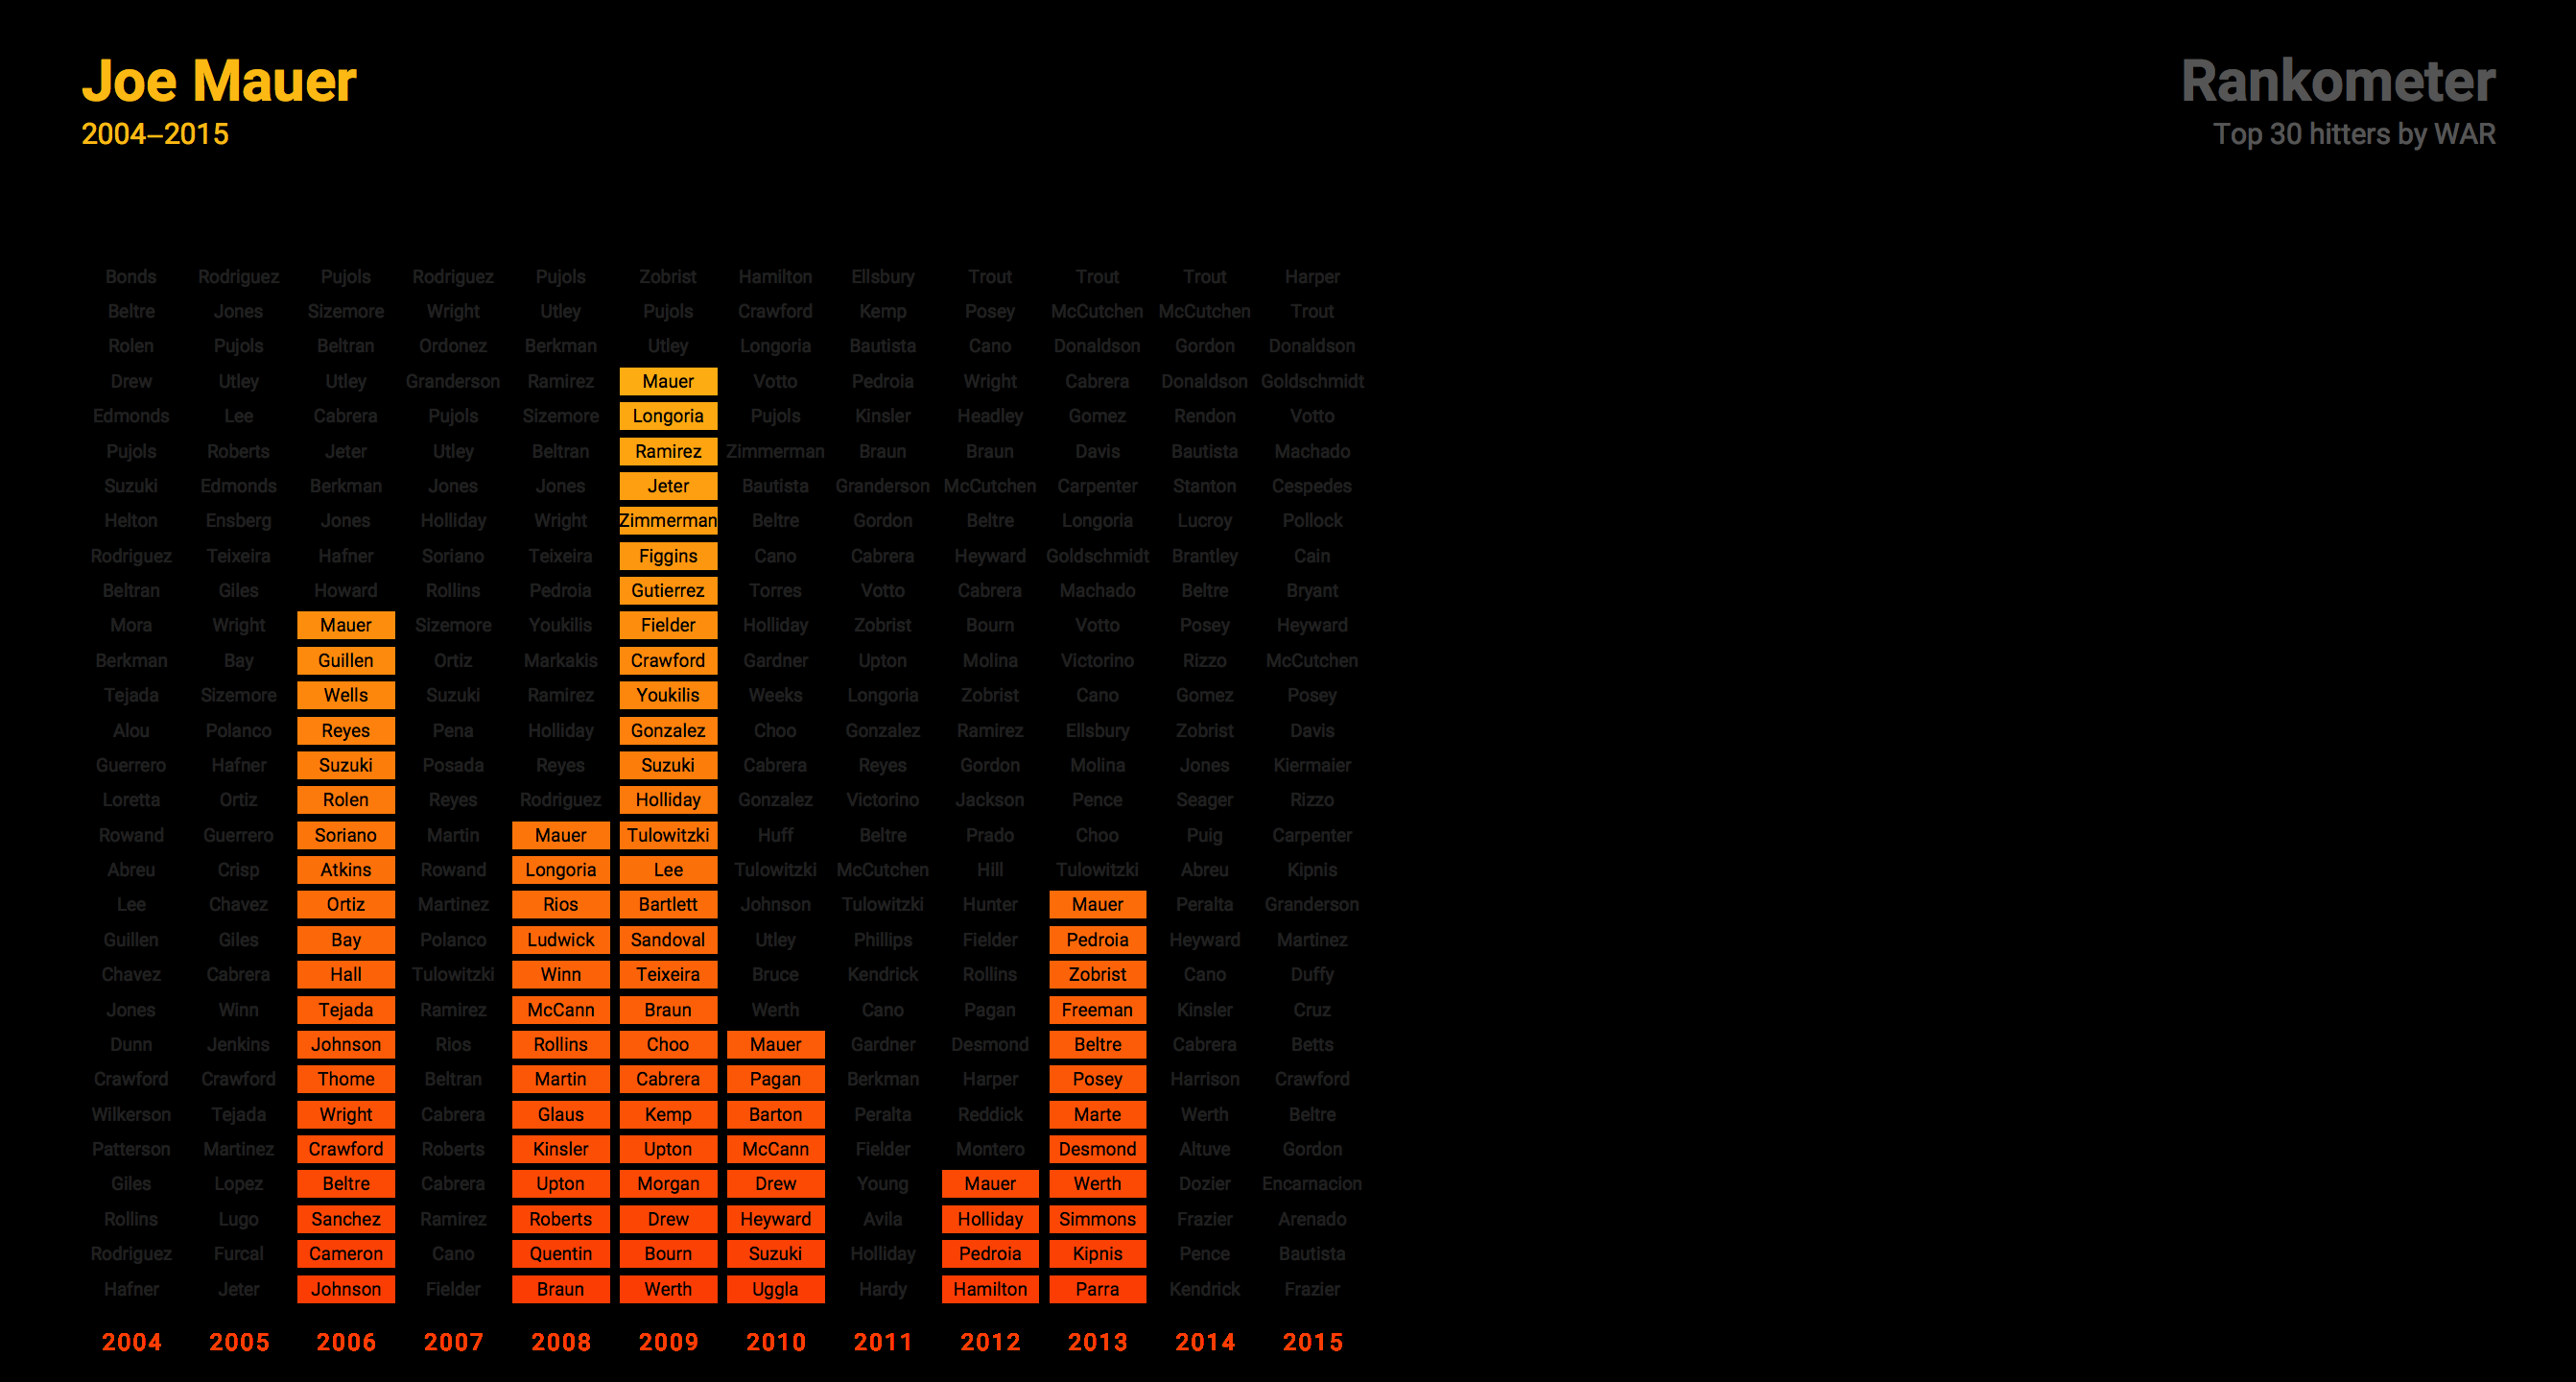 Joe Mauer
2004–2015
Rankometer
Top 30 hitters by WAR
Bonds Rodriguez Pujols Rodriguez Pujols Zobrist Hamilton Ellsbury Trout Trout Trout Harper
Beltre Jones Sizemore Wright Utley Pujols Crawford Kemp Posey McCutchen McCutchen Trout
Rolen Pujols Beltran Ordonez Berkman Utley Longoria Bautista Cano Donaldson Gordon Donaldson
Drew Utley Utley Granderson Ramirez Mauer Votto Pedroia Wright Cabrera Donaldson Goldschmidt
Edmonds Lee Cabrera Pujols Sizemore Longoria Pujols Kinsler Headley Gomez Rendon Votto
Pujols Roberts Jeter Utley Beltran Ramirez Zimmerman Braun Braun Davis Bautista Machado
Suzuki Edmonds Berkman Jones Jones Jeter Bautista Granderson McCutchen Carpenter Stanton Cespedes
Helton Ensberg Jones Holliday Wright Zimmerman Beltre Gordon Beltre Longoria Lucroy Pollock
Rodriguez Teixeira Hafner Soriano Teixeira Figgins Cano Cabrera Heyward Goldschmidt Brantley Cain
Beltran Giles Howard Rollins Pedroia Gutierrez Torres Votto Cabrera Machado Beltre Bryant
Mora Wright Mauer Sizemore Youkilis Fielder Holliday Zobrist Bourn Votto Posey Heyward
Berkman Bay Guillen Ortiz Markakis Crawford Gardner Upton Molina Victorino Rizzo McCutchen
Tejada Sizemore Wells Suzuki Ramirez Youkilis Weeks Longoria Zobrist Cano Gomez Posey
Alou Polanco Reyes Pena Holliday Gonzalez Choo Gonzalez Ramirez Ellsbury Zobrist Davis
Guerrero Hafner Suzuki Posada Reyes Suzuki Cabrera Reyes Gordon Molina Jones Kiermaier
Loretta Ortiz Rolen Reyes Rodriguez Holliday Gonzalez Victorino Jackson Pence Seager Rizzo
Rowand Guerrero Soriano Martin Mauer Tulowitzki Huff Beltre Prado Choo Puig Carpenter
Abreu Crisp Atkins Rowand Longoria Lee Tulowitzki McCutchen Hill Tulowitzki Abreu Kipnis
Lee Chavez Ortiz Martinez Rios Bartlett Johnson Tulowitzki Hunter Mauer Peralta Granderson
Guillen Giles Bay Polanco Ludwick Sandoval Utley Phillips Fielder Pedroia Heyward Martinez
Chavez Cabrera Hall Tulowitzki Winn Teixeira Bruce Kendrick Rollins Zobrist Cano Duffy
Jones Winn Tejada Ramirez McCann Braun Werth Cano Pagan Freeman Kinsler Cruz
Dunn Jenkins Johnson Rios Rollins Choo Mauer Gardner Desmond Beltre Cabrera Betts
Crawford Crawford Thome Beltran Martin Cabrera Pagan Berkman Harper Posey Harrison Crawford
Wilkerson Tejada Wright Cabrera Glaus Kemp Barton Peralta Reddick Marte Werth Beltre
Patterson Martinez Crawford Roberts Kinsler Upton McCann Fielder Montero Desmond Altuve Gordon
Giles Lopez Beltre Cabrera Upton Morgan Drew Young Mauer Werth Dozier Encarnacion
Rollins Lugo Sanchez Ramirez Roberts Drew Heyward Avila Holliday Simmons Frazier Arenado
Rodriguez Furcal Cameron Cano Quentin Bourn Suzuki Holliday Pedroia Kipnis Pence Bautista
Hafner Jeter Johnson Fielder Braun Werth Uggla Hardy Hamilton Parra Kendrick Frazier
2004 2005 2006 2007 2008 2009 2010 2011 2012 2013 2014 2015